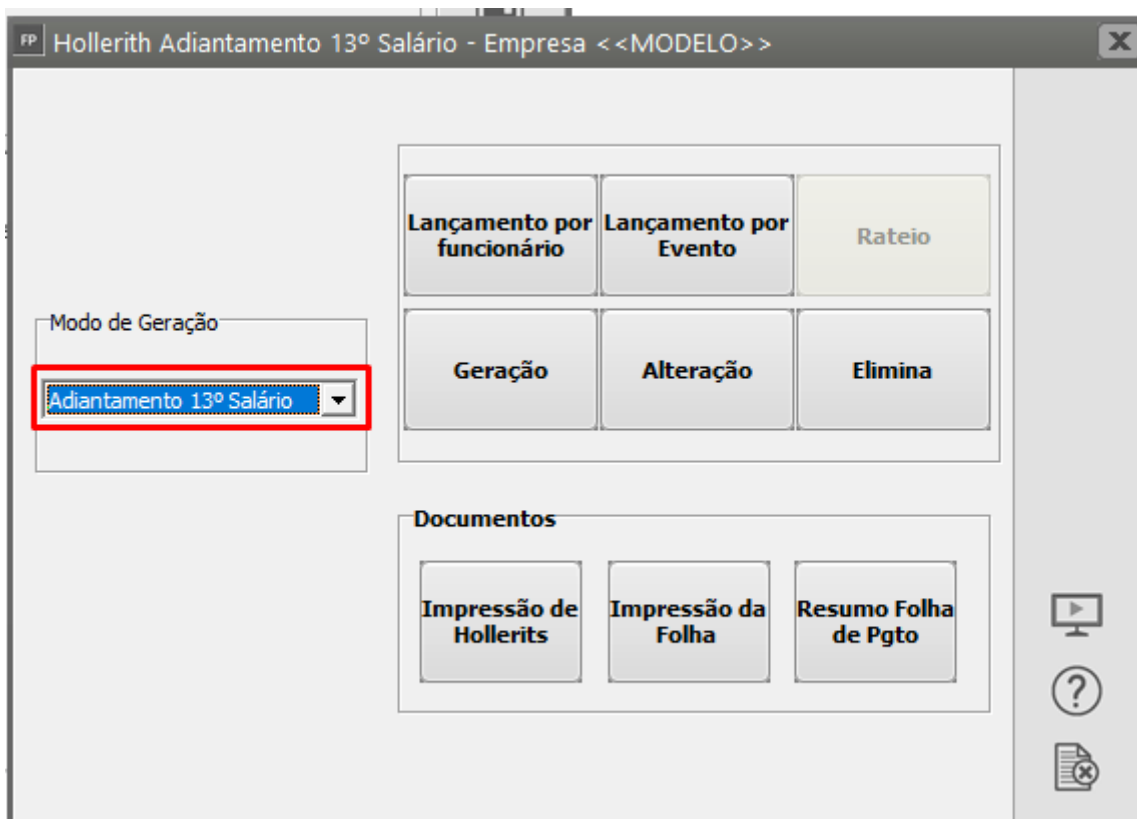 FP Hollerith Adiantamento 13º Salário - Empresa <<MODELO>>
Lançamento por
funcionário
Lançamento por
Evento
Rateio
Modo de Geração
Adiantamento 13º Salário
Geração
Alteração
Elimina
Documentos
Impressão de
Hollerits
Impressão da
Folha
Resumo Folha
de Pgto